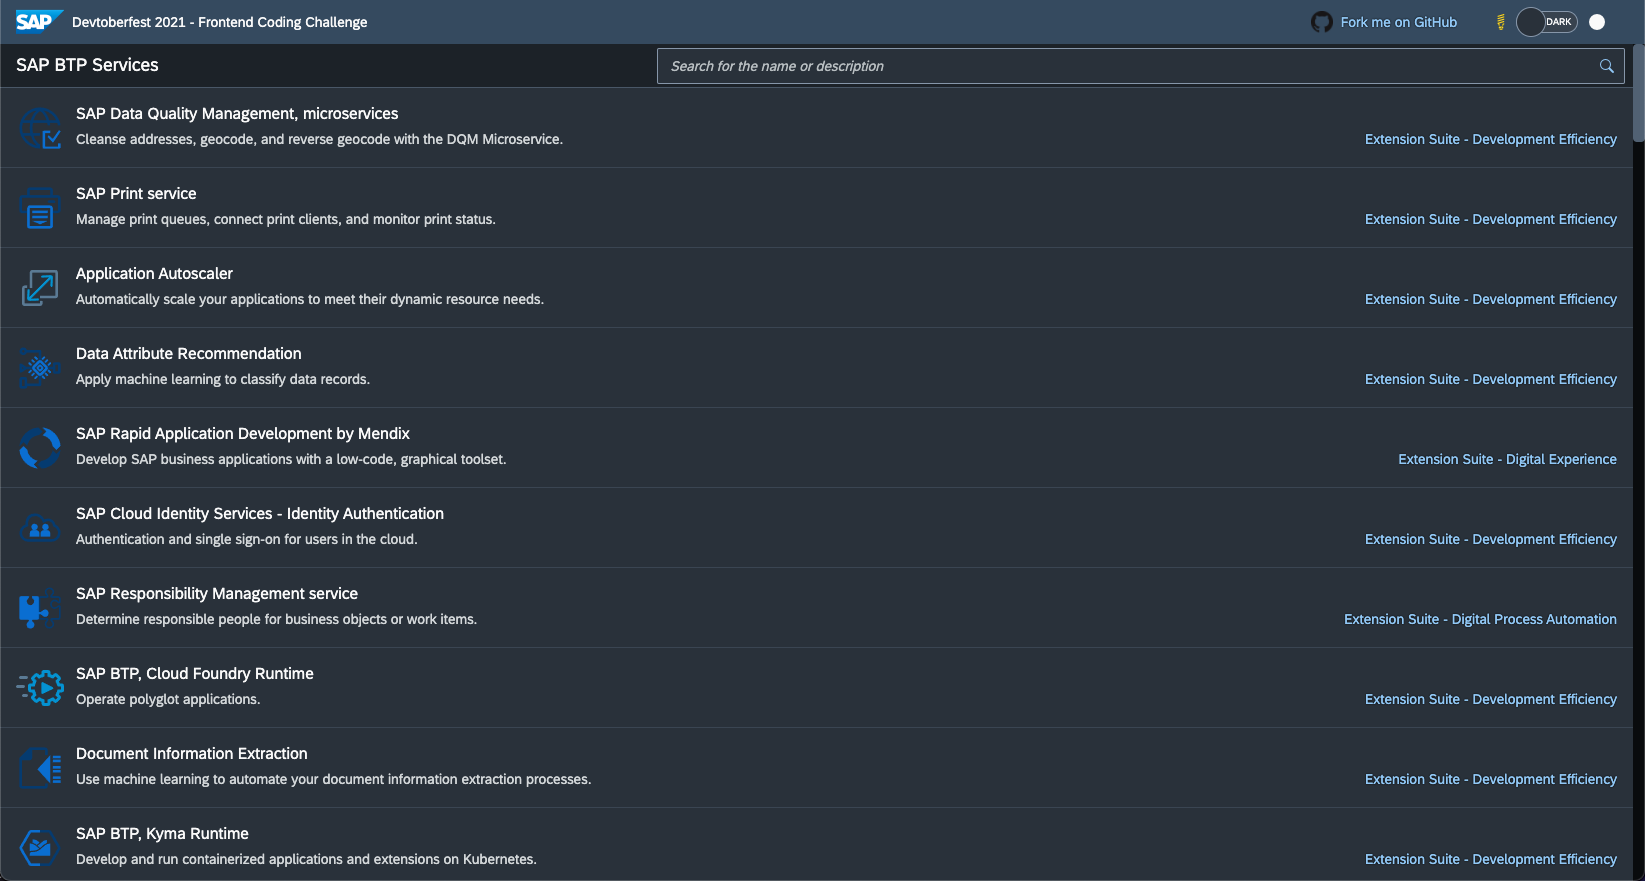 SAP Devtoberfest 2021 - Frontend Coding Challenge Fork me on GitHub DARK
SAP BTP Services Search for the name or description
SAP Data Quality Management, microservices
Cleanse addresses, geocode, and reverse geocode with the DQM Microservice. Extension Suite - Development Efficiency
SAP Print service
Manage print queues, connect print clients, and monitor print status. Extension Suite - Development Efficiency
Application Autoscaler
Automatically scale your applications to meet their dynamic resource needs. Extension Suite - Development Efficiency
Data Attribute Recommendation
Apply machine learning to classify data records. Extension Suite - Development Efficiency
SAP Rapid Application Development by Mendix
Develop SAP business applications with a low-code, graphical toolset. Extension Suite - Digital Experience
SAP Cloud Identity Services - Identity Authentication
Authentication and single sign-on for users in the cloud. Extension Suite - Development Efficiency
SAP Responsibility Management service
Determine responsible people for business objects or work items. Extension Suite - Digital Process Automation
SAP BTP, Cloud Foundry Runtime
Operate polyglot applications. Extension Suite - Development Efficiency
Document Information Extraction
Use machine learning to automate your document information extraction processes. Extension Suite - Development Efficiency
SAP BTP, Kyma Runtime
Develop and run containerized applications and extensions on Kubernetes. Extension Suite - Development Efficiency